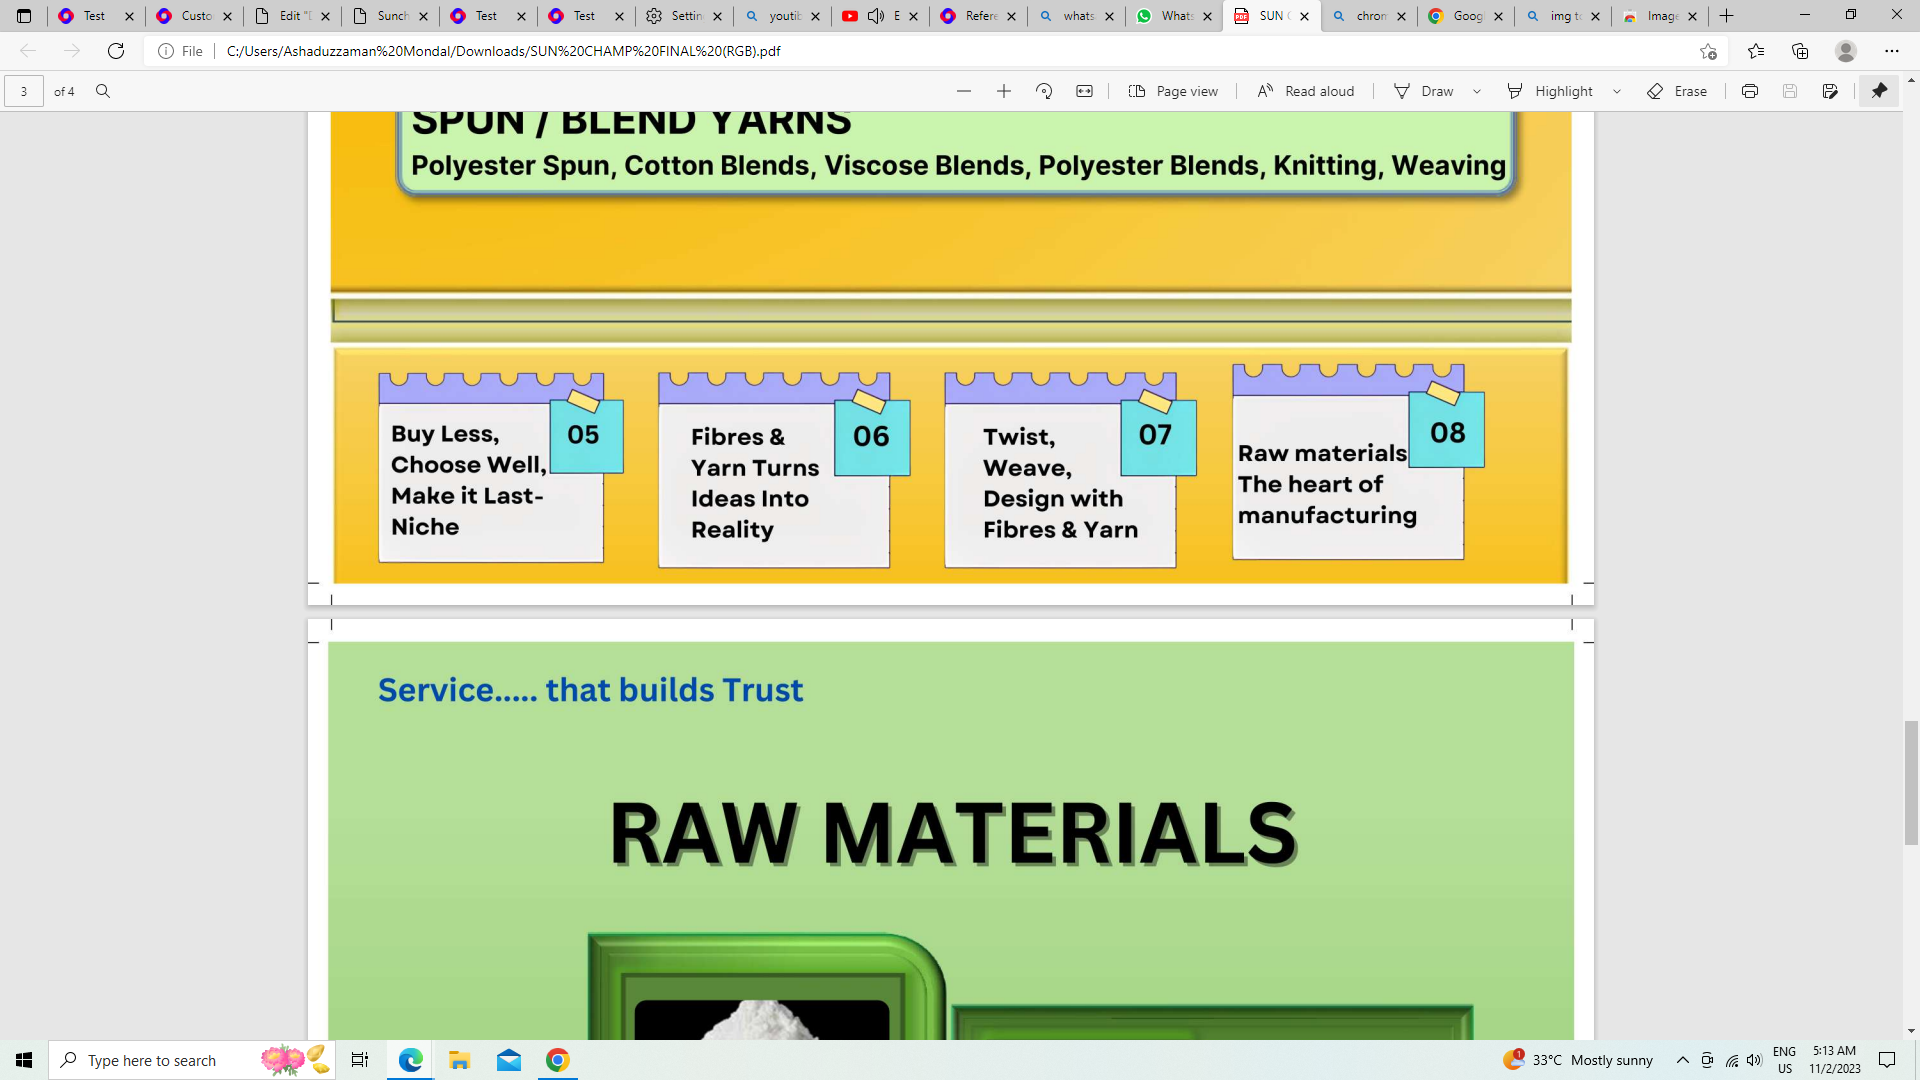 Test
Custo
Edit "I
Sunch
Test
Test
Settin
youtib
E
Refere
whats
Whats
SUN (
chron
Googl
img to
Image
File
C:/Users/Ashaduzzaman%20Mondal/Downloads/SUN%20CHAMP%20FINAL%20(RGB).pdf
3 of 4
Page view
Read aloud
Draw
Highlight
Erase
SPUN / BLEND YARNS
Polyester Spun, Cotton Blends, Viscose Blends, Polyester Blends, Knitting, Weaving
05
Buy Less,
Choose Well,
Make it Last-
Niche
06
Fibres &
Yarn Turns
Ideas Into
Reality
07
Twist,
Weave,
Design with
Fibres & Yarn
08
Raw materials
The heart of
manufacturing
Service..... that builds Trust
RAW MATERIALS
Type here to search
1
33°C Mostly sunny
ENG
US
5:13 AM
11/2/2023